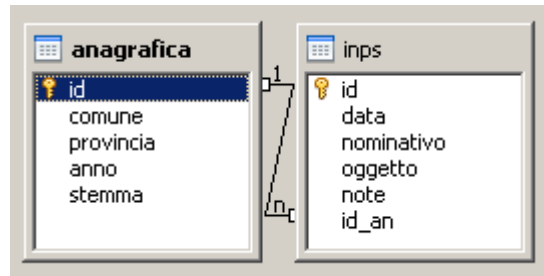 anagrafica
id
comune
provincia
anno
stemma
1
n
inps
id
data
nominativo
oggetto
note
id_an